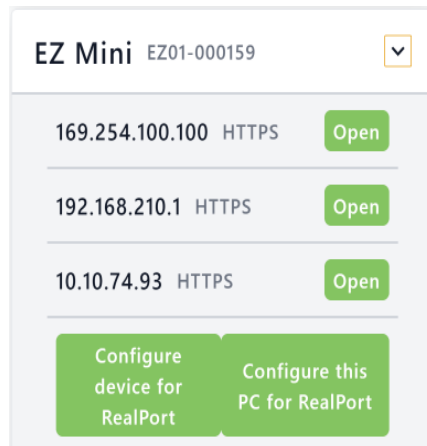 EZ Mini EZ01-000159
169.254.100.100 HTTPS Open
192.168.210.1 HTTPS Open
10.10.74.93 HTTPS Open
Configure
device for
RealPort
Configure this
PC for RealPort